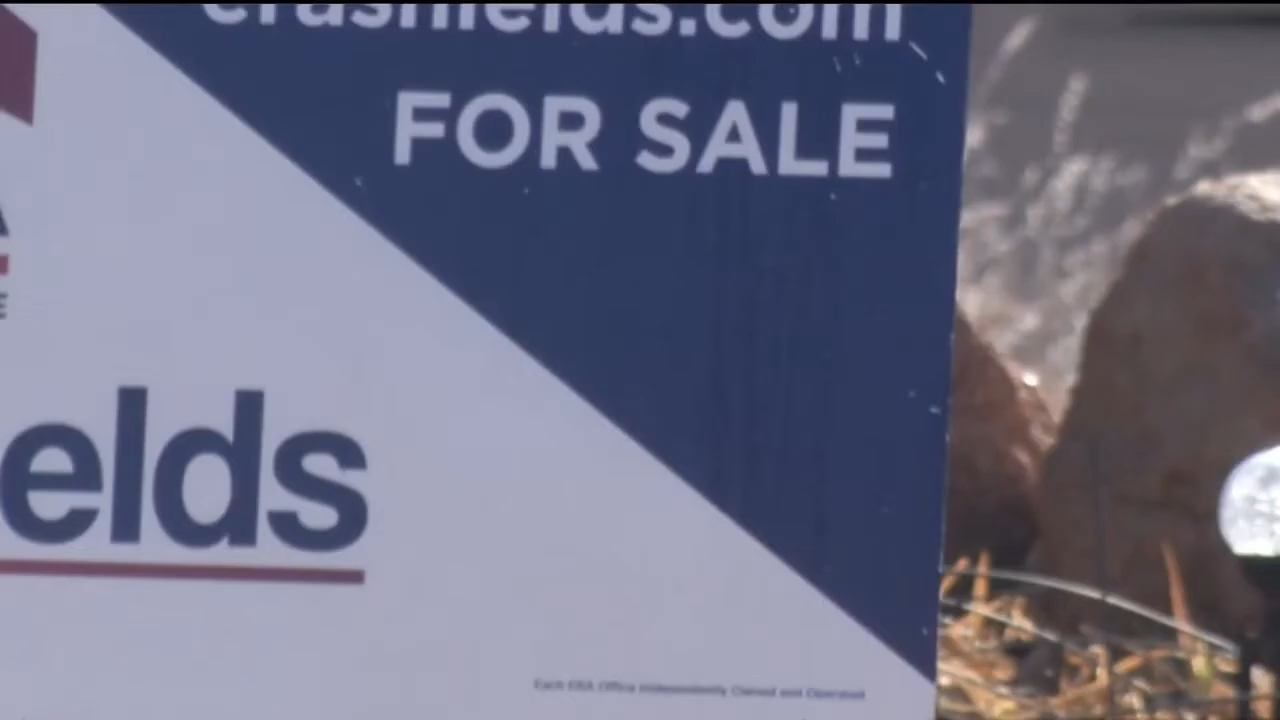 erashields.com
FOR SALE
A
E
elds
Each ERA Office Independently Owned and Operated